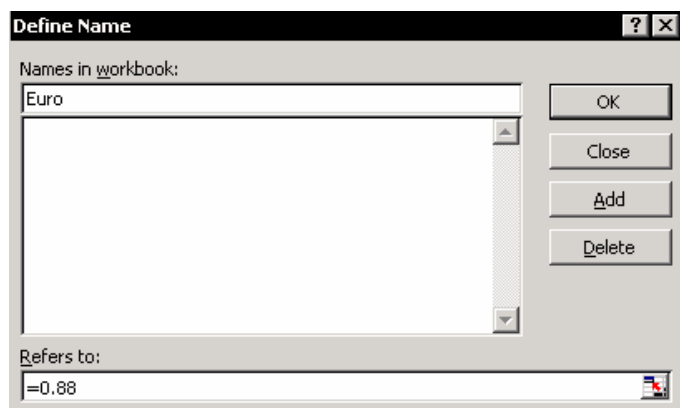 Define Name
? X
Names in workbook:
Euro
OK
Close
Add
Delete
Refers to:
=0.88